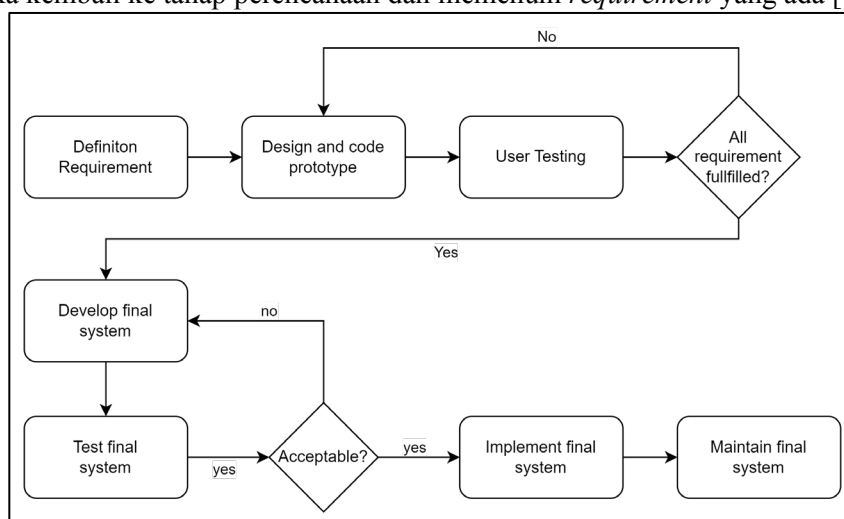 kembali ke tahap perencanaan dan memenuhi requirement yang ada [
No
Definiton
Requirement
Design and code
prototype
User Testing
All
requirement
fullfilled?
Yes
Develop final
system
no
Test final
system
yes
Acceptable?
yes
Implement final
system
Maintain final
system